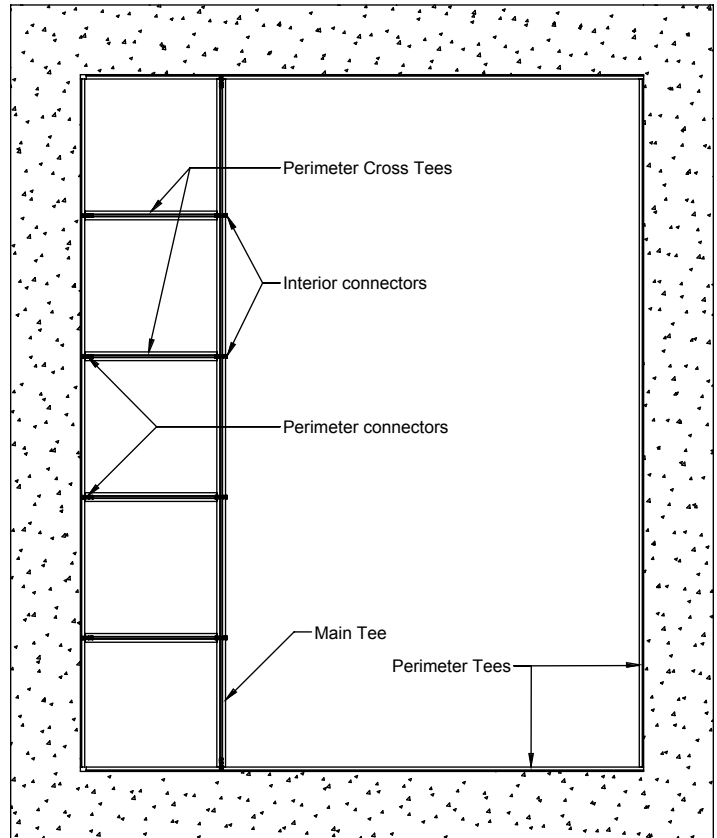 Perimeter Cross Tees
Interior connectors
Perimeter connectors
Main Tee
Perimeter Tees